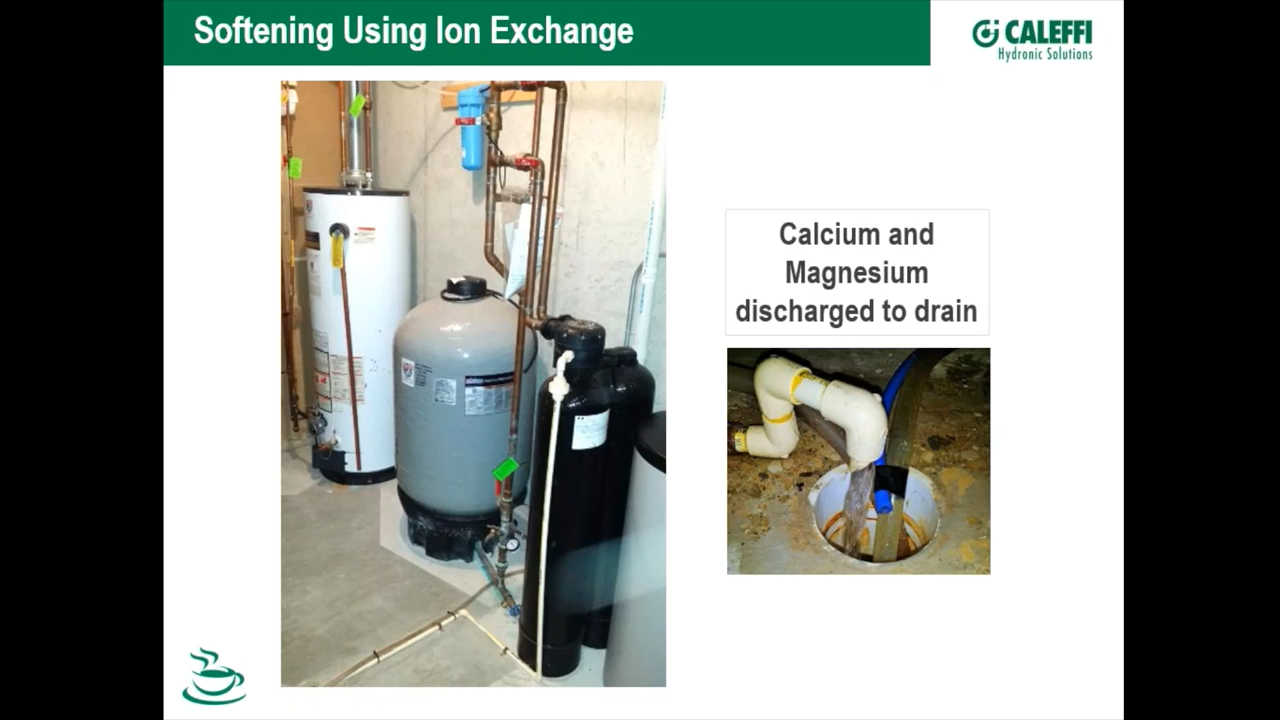 Softening Using Ion Exchange
CALEFFI
Hydronic Solutions
Calcium and
Magnesium
discharged to drain